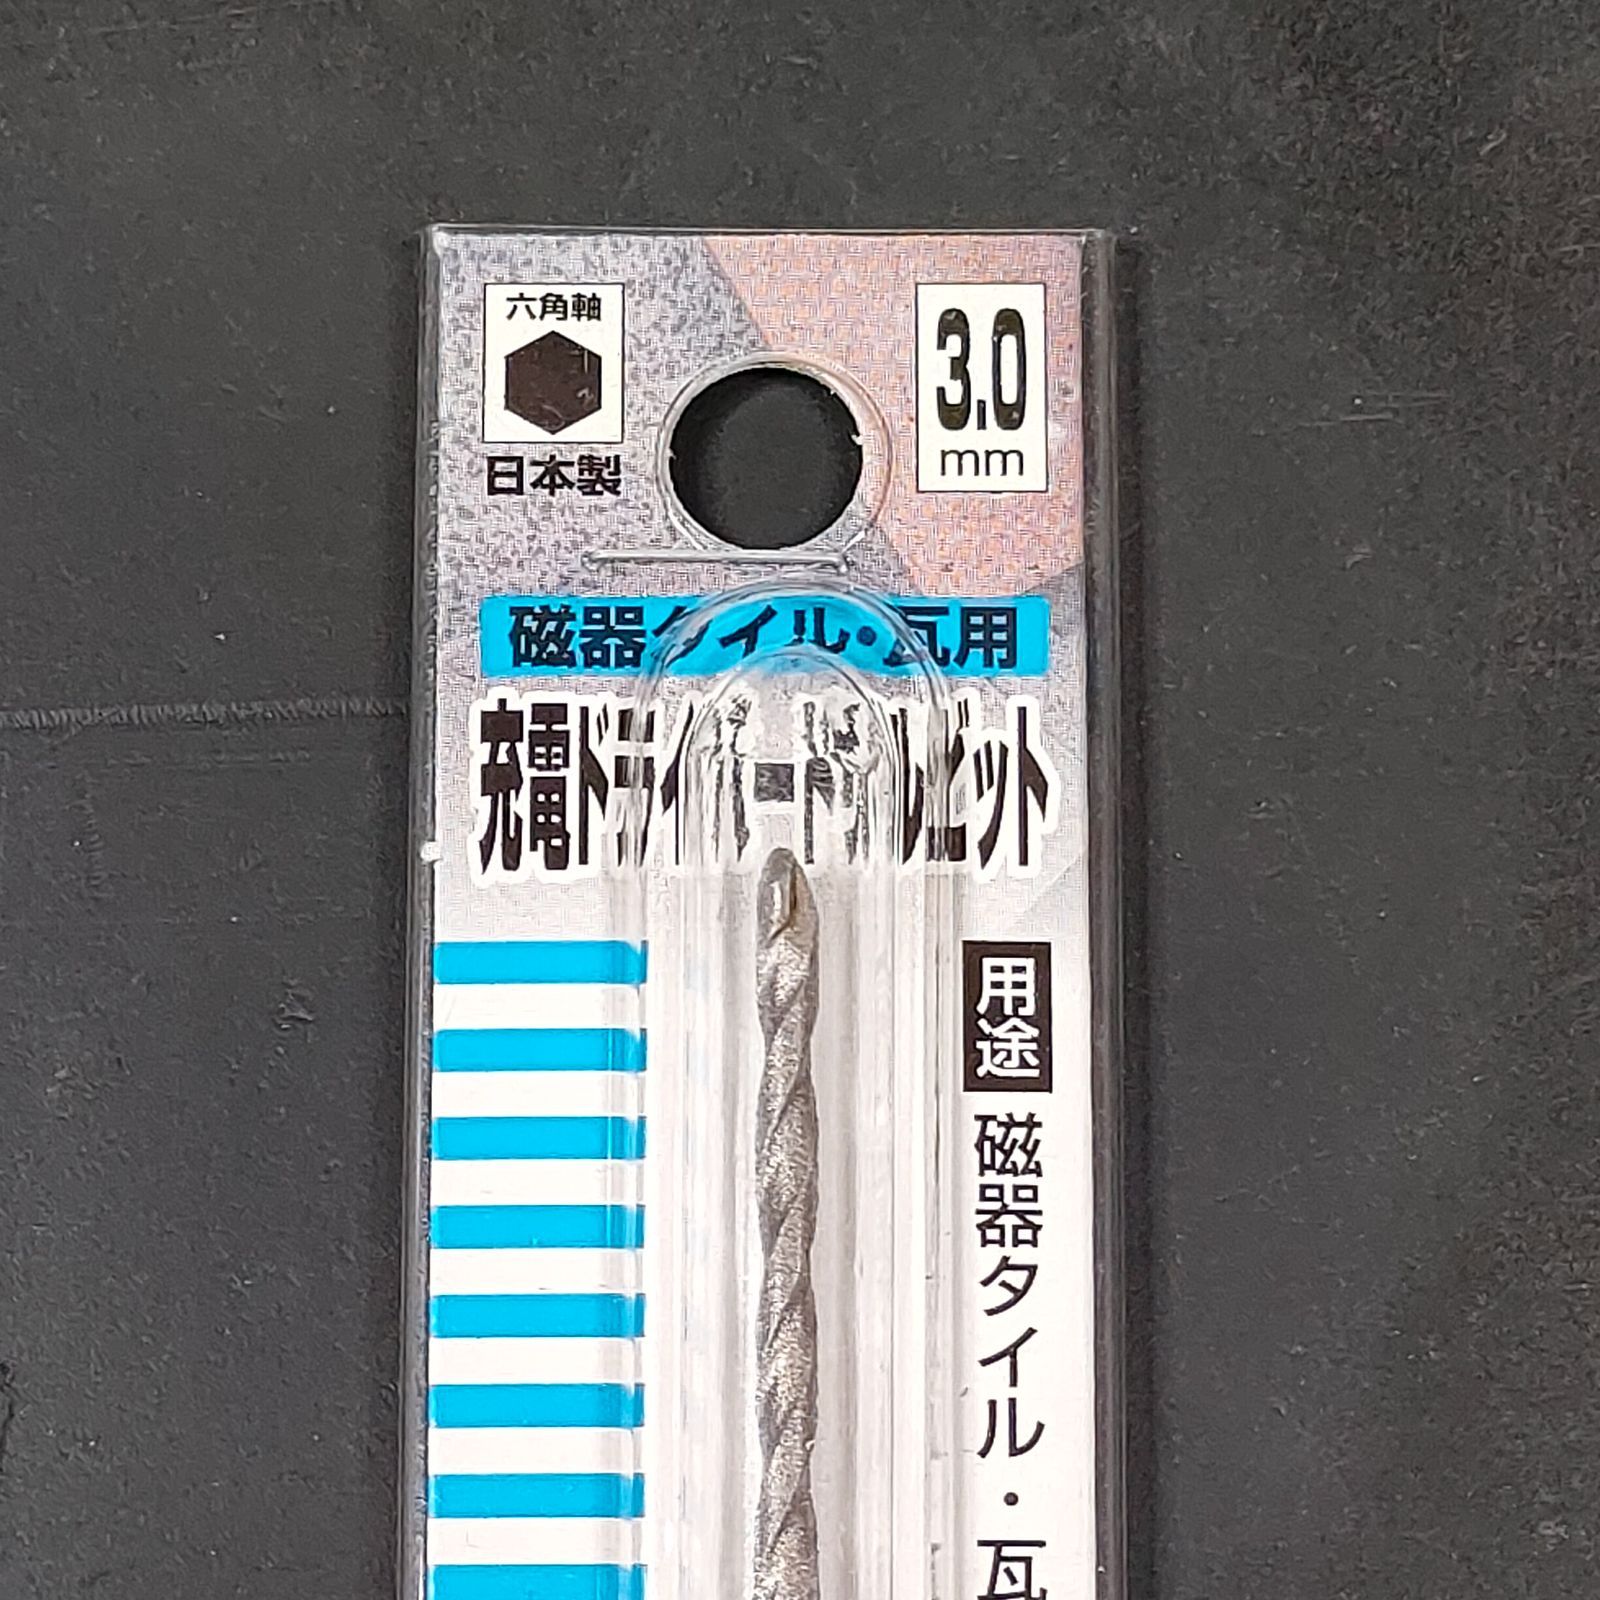 六角軸
日本製
3.0
mm
磁器タイル・瓦用
充電ドライバードリルビット
用途
磁器タイル・瓦